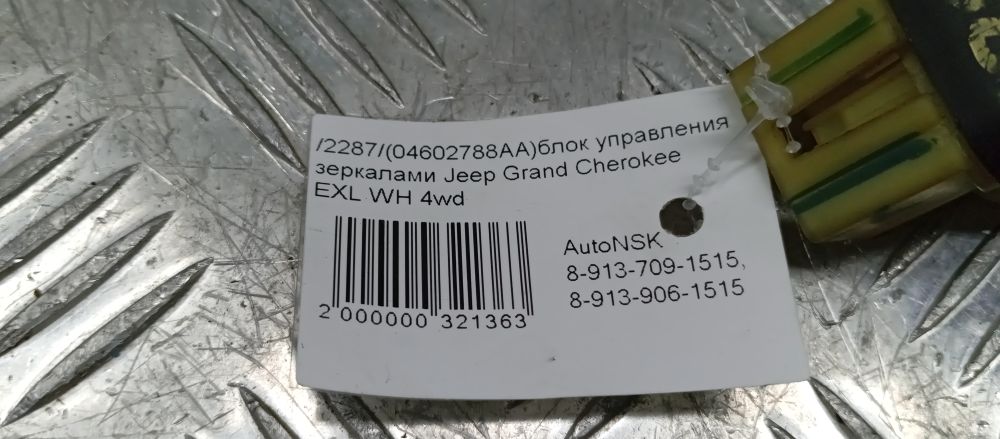 /2287/(04602788AA)блок управления
зеркалами Jeep Grand Cherokee
EXL WH 4wd
AutoNSK
8-913-709-1515,
8-913-906-1515
2 000000 321363